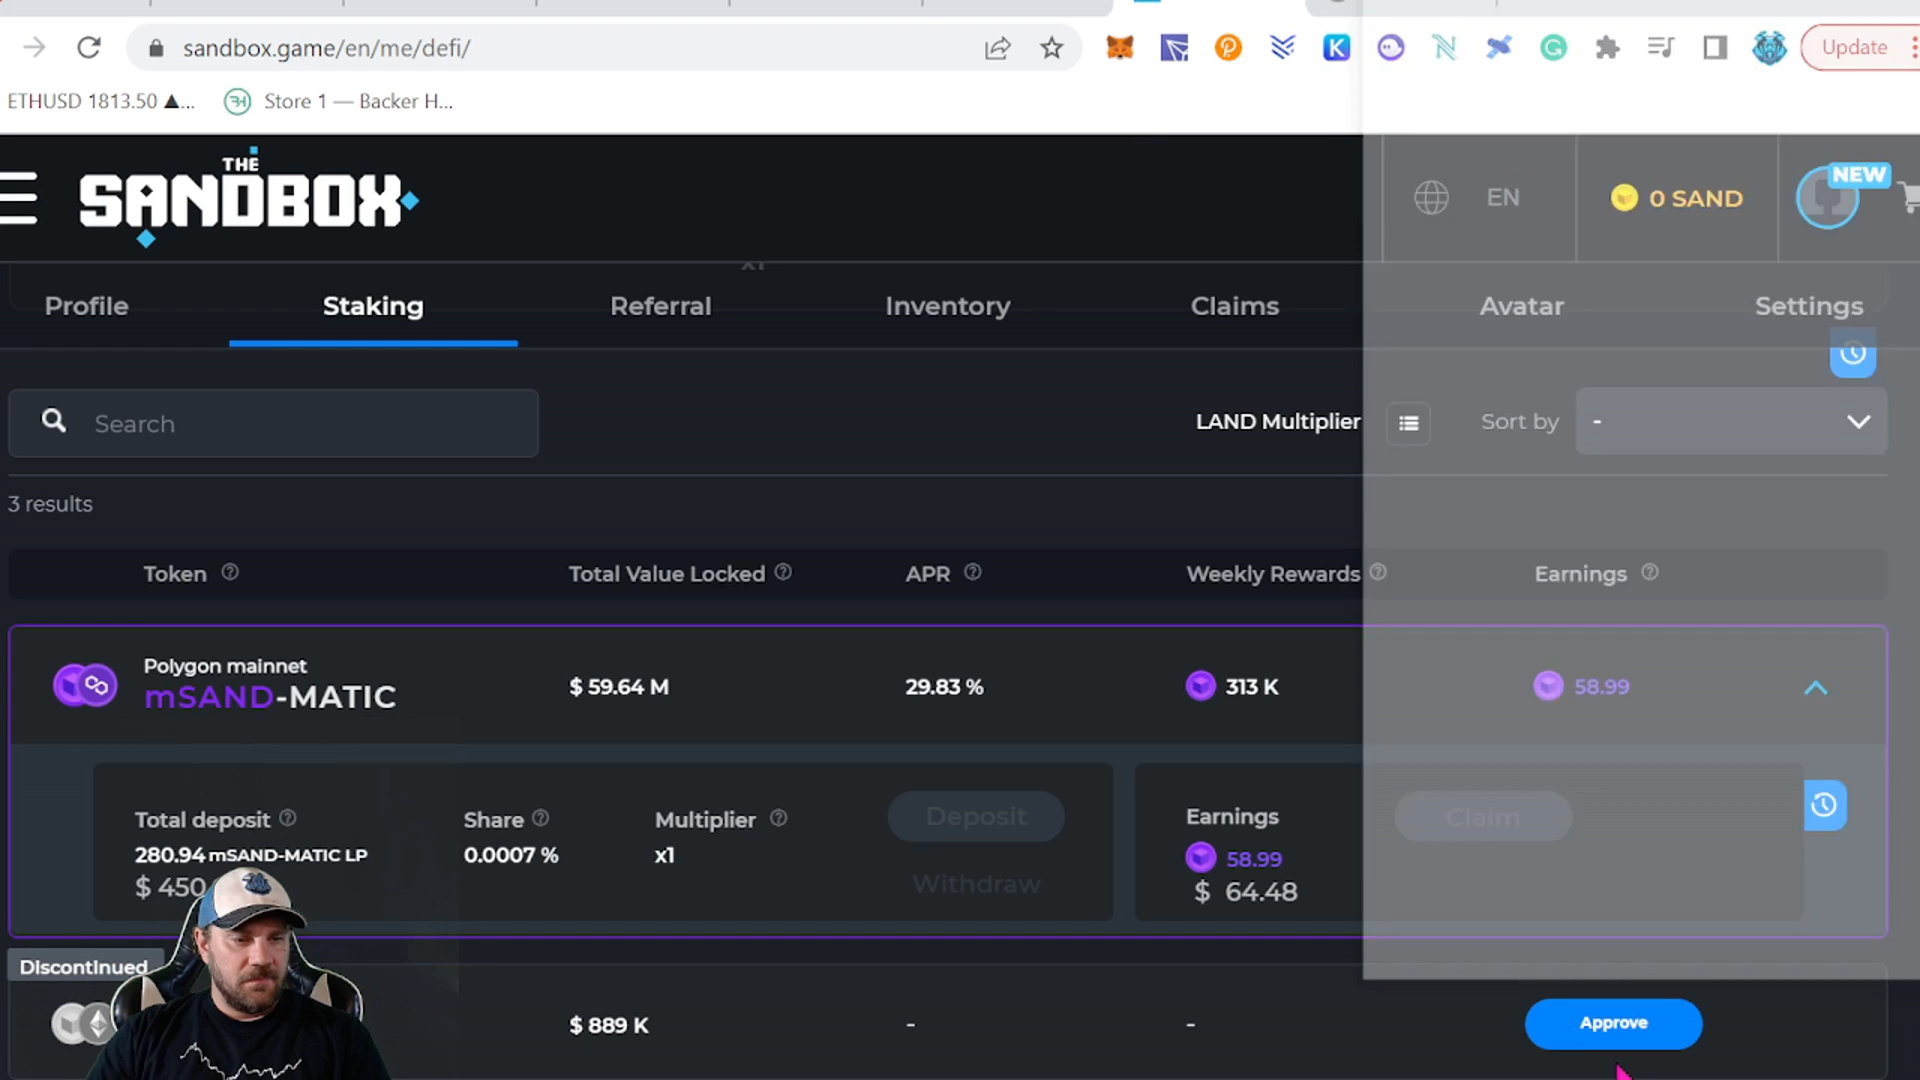 sandbox.game/en/me/defi/
Update
ETHUSD 1813.50 ▲...
Store 1 — Backer H...
THE
SANDBOX
EN
0 SAND
NEW
Profile
Staking
Referral
Inventory
Claims
Avatar
Settings
Search
LAND Multiplier
Sort by
-
3 results
Token
Total Value Locked
APR
Weekly Rewards
Earnings
Polygon mainnet
mSAND-MATIC
$ 59.64 M
29.83 %
313 K
58.99
Total deposit
280.94 mSAND-MATIC LP
$ 450
Share
0.0007 %
Multiplier
x1
Deposit
Withdraw
Earnings
58.99
$ 64.48
Claim
Discontinued
$ 889 K
-
-
Approve